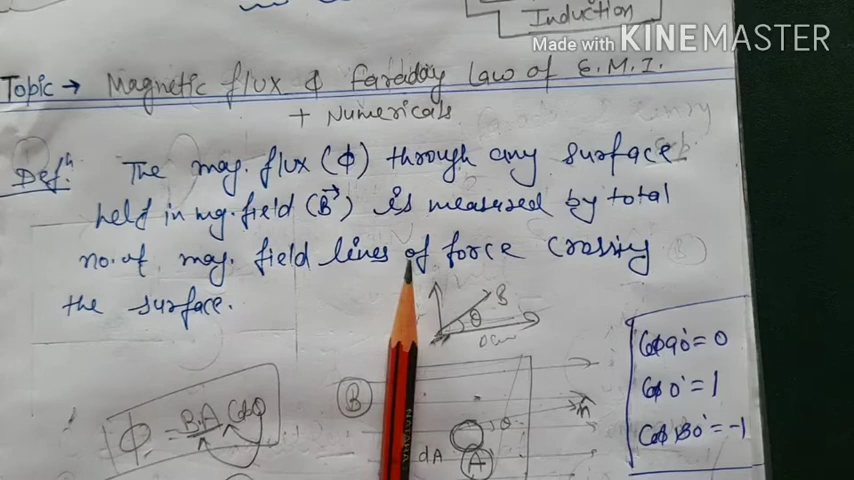 Induction
Made with KINEMASTER
Topic → Magnetic flux & Faraday Law of E.M.I.
+ Numericals
Defⁿ. The mag. flux (ϕ) through any surface
held in mg. field (B⃗) is measured by total
no. of mag. field lines of force crossing
the surface.
B
θ
ϕ = B.A Cosθ
B
n̂
θ
dA
A
Cos 90° = 0
Cos 0° = 1
Cos 180° = -1
NATARA